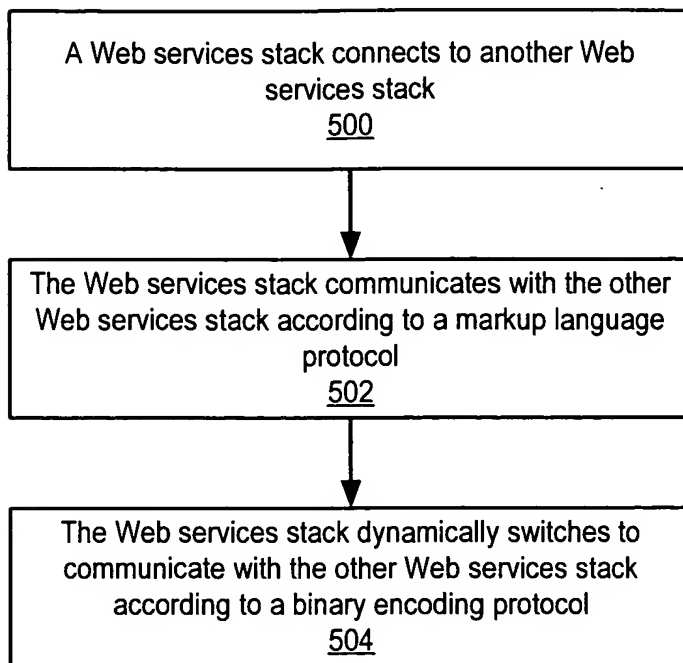 A Web services stack connects to another Web
services stack
500
The Web services stack communicates with the other
Web services stack according to a markup language
protocol
502
The Web services stack dynamically switches to
communicate with the other Web services stack
according to a binary encoding protocol
504